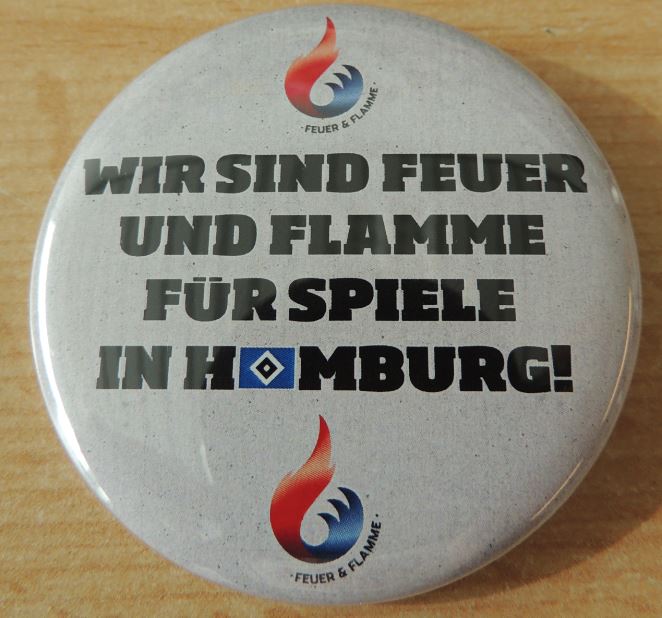 · FEUER & FLAMME ·
WIR SIND FEUER
UND FLAMME
FÜR SPIELE
IN H MBURG!
· FEUER & FLAMME ·